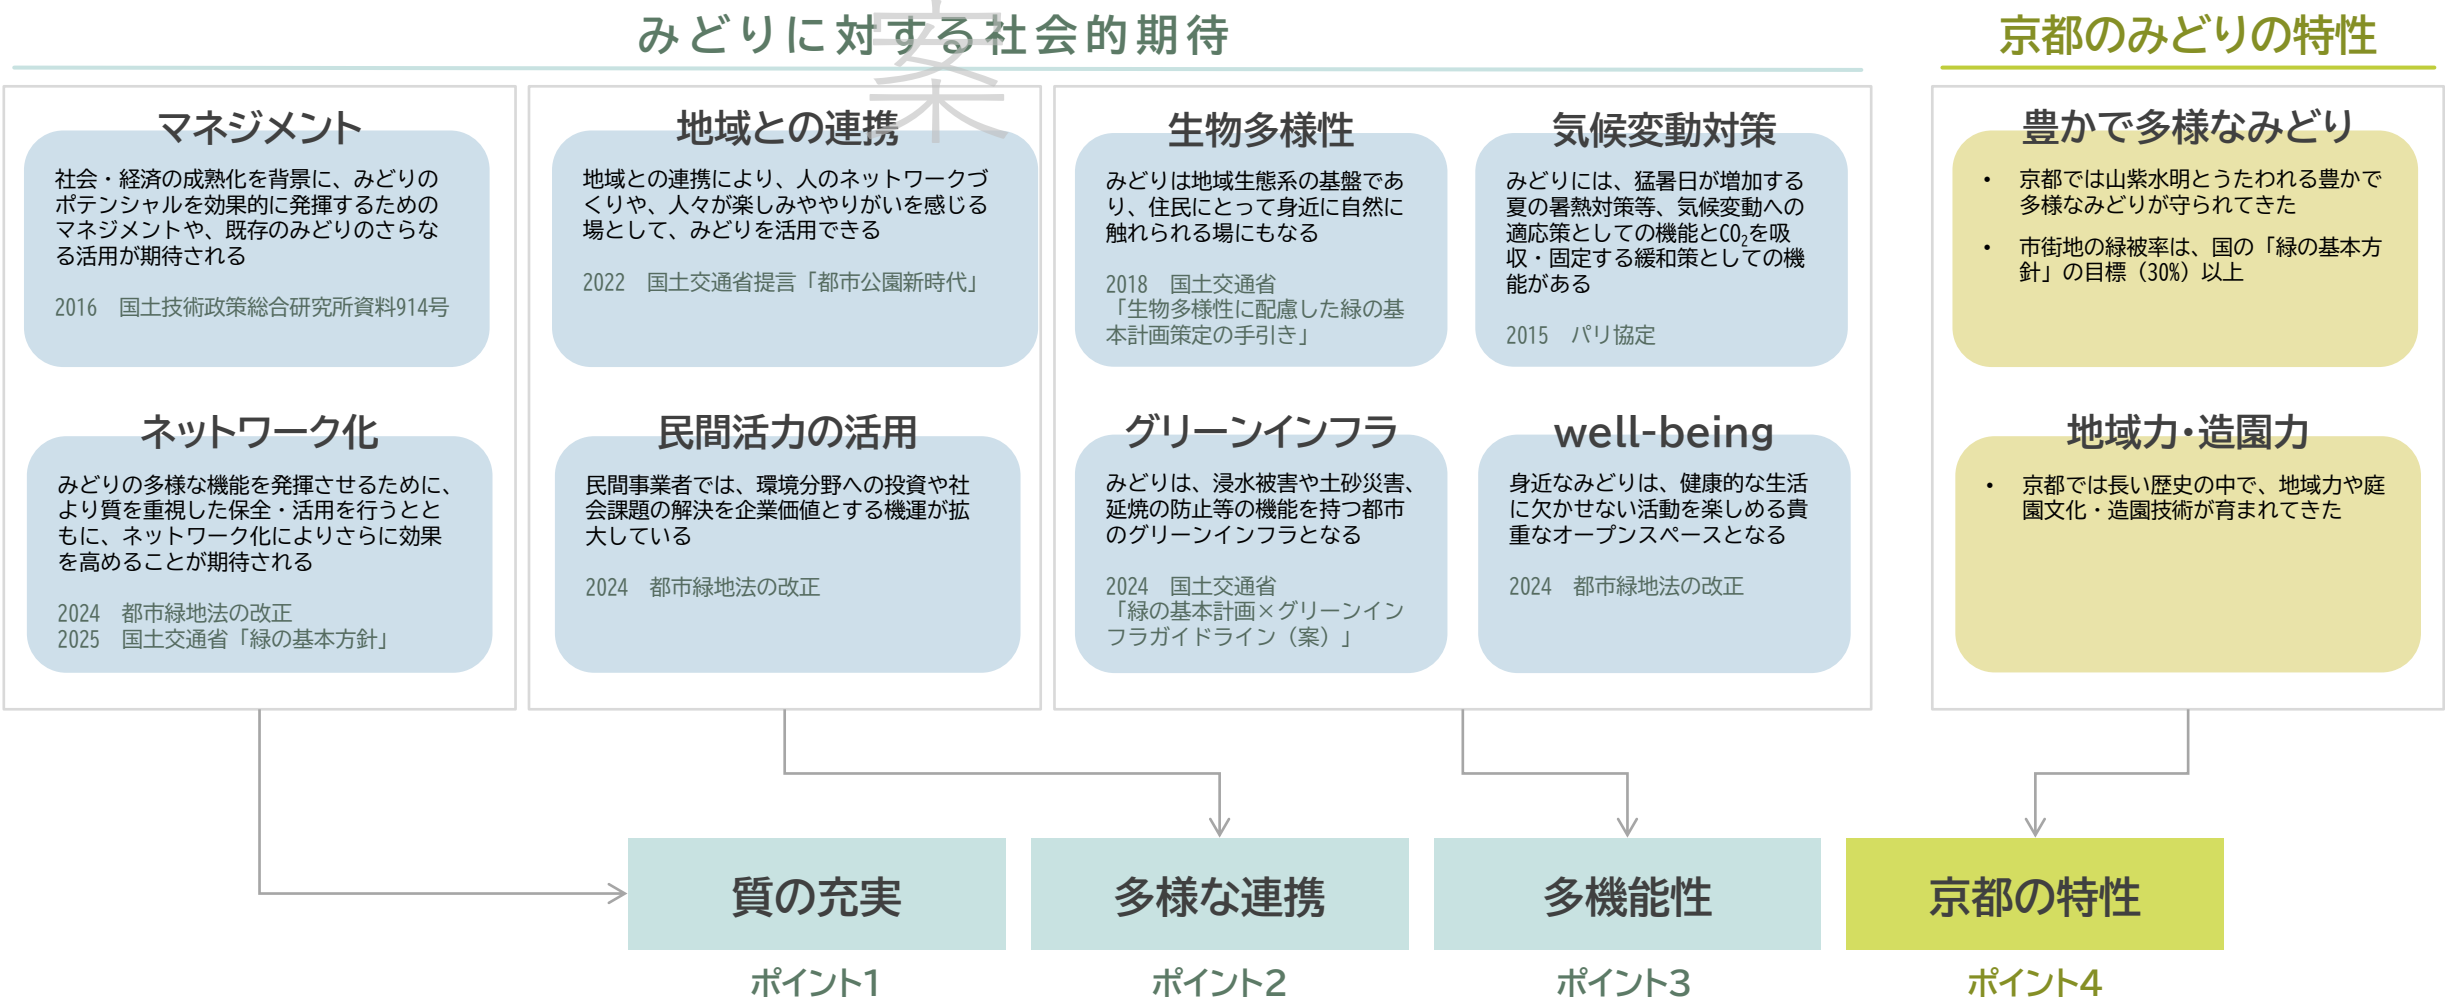 みどりに対する社会的期待
案
マネジメント
社会・経済の成熟化を背景に、みどりの
ポテンシャルを効果的に発揮するための
マネジメントや、既存のみどりのさらな
る活用が期待される
2016　国土技術政策総合研究所資料914号
ネットワーク化
みどりの多様な機能を発揮させるために、
より質を重視した保全・活用を行うとと
もに、ネットワーク化によりさらに効果
を高めることが期待される
2024　都市緑地法の改正
2025　国土交通省「緑の基本方針」
地域との連携
地域との連携により、人のネットワークづ
くりや、人々が楽しみややりがいを感じる
場として、みどりを活用できる
2022　国土交通省提言「都市公園新時代」
民間活力の活用
民間事業者では、環境分野への投資や社
会課題の解決を企業価値とする機運が拡
大している
2024　都市緑地法の改正
生物多様性
みどりは地域生態系の基盤であ
り、住民にとって身近に自然に
触れられる場にもなる
2018　国土交通省
「生物多様性に配慮した緑の基
本計画策定の手引き」
気候変動対策
みどりには、猛暑日が増加する
夏の暑熱対策等、気候変動への
適応策としての機能とCO₂を吸
収・固定する緩和策としての機
能がある
2015　パリ協定
グリーンインフラ
みどりは、浸水被害や土砂災害、
延焼の防止等の機能を持つ都市
のグリーンインフラとなる
2024　国土交通省
「緑の基本計画×グリーンイン
フラガイドライン（案）」
well-being
身近なみどりは、健康的な生活
に欠かせない活動を楽しめる貴
重なオープンスペースとなる
2024　都市緑地法の改正
京都のみどりの特性
豊かで多様なみどり
・ 京都では山紫水明とうたわれる豊かで
多様なみどりが守られてきた
・ 市街地の緑被率は、国の「緑の基本方
針」の目標（30%）以上
地域力・造園力
・ 京都では長い歴史の中で、地域力や庭
園文化・造園技術が育まれてきた
質の充実
ポイント1
多様な連携
ポイント2
多機能性
ポイント3
京都の特性
ポイント4